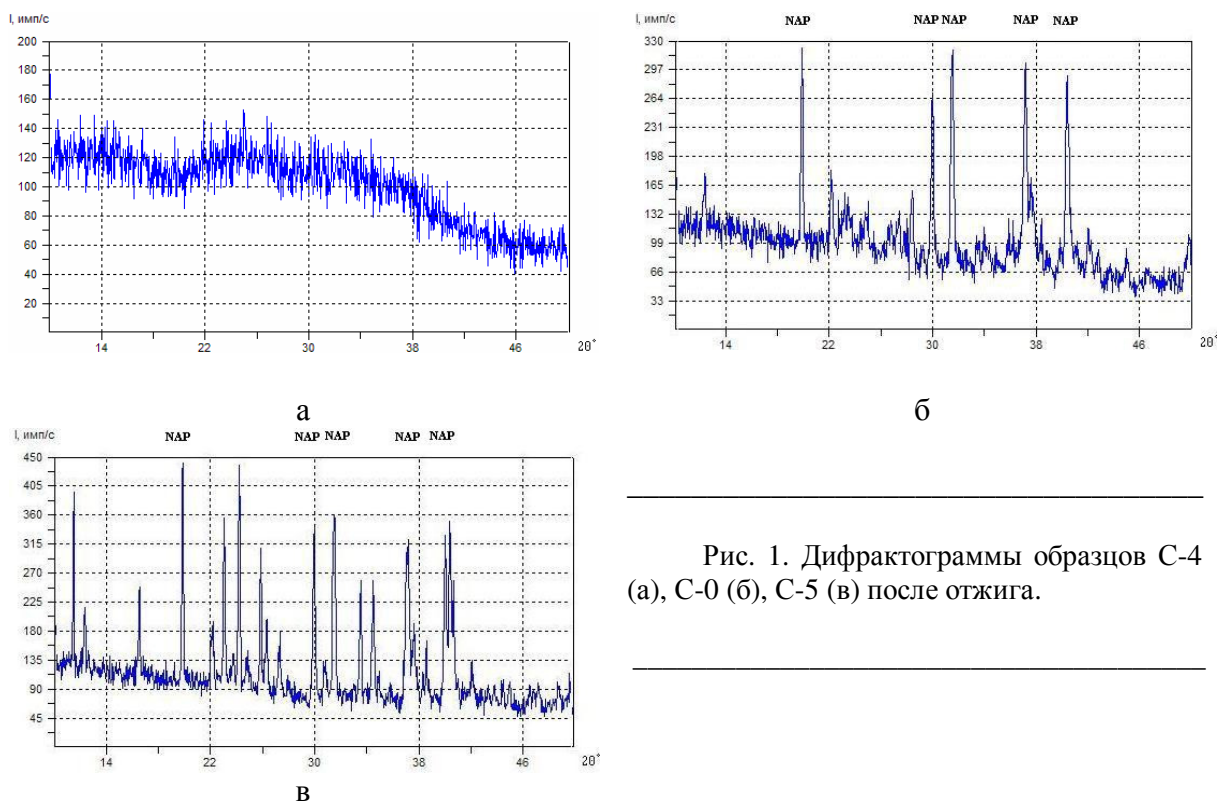 I, имп/с
200
180
160
140
120
100
80
60
40
20
14 22 30 38 46 2θ°
а
I, имп/с NAP NAP NAP NAP NAP
330
297
264
231
198
165
132
99
66
33
14 22 30 38 46 2θ°
б
I, имп/с NAP NAP NAP NAP NAP
450
405
360
315
270
225
180
135
90
45
14 22 30 38 46 2θ°
в
Рис. 1. Дифрактограммы образцов С-4
(а), С-0 (б), С-5 (в) после отжига.